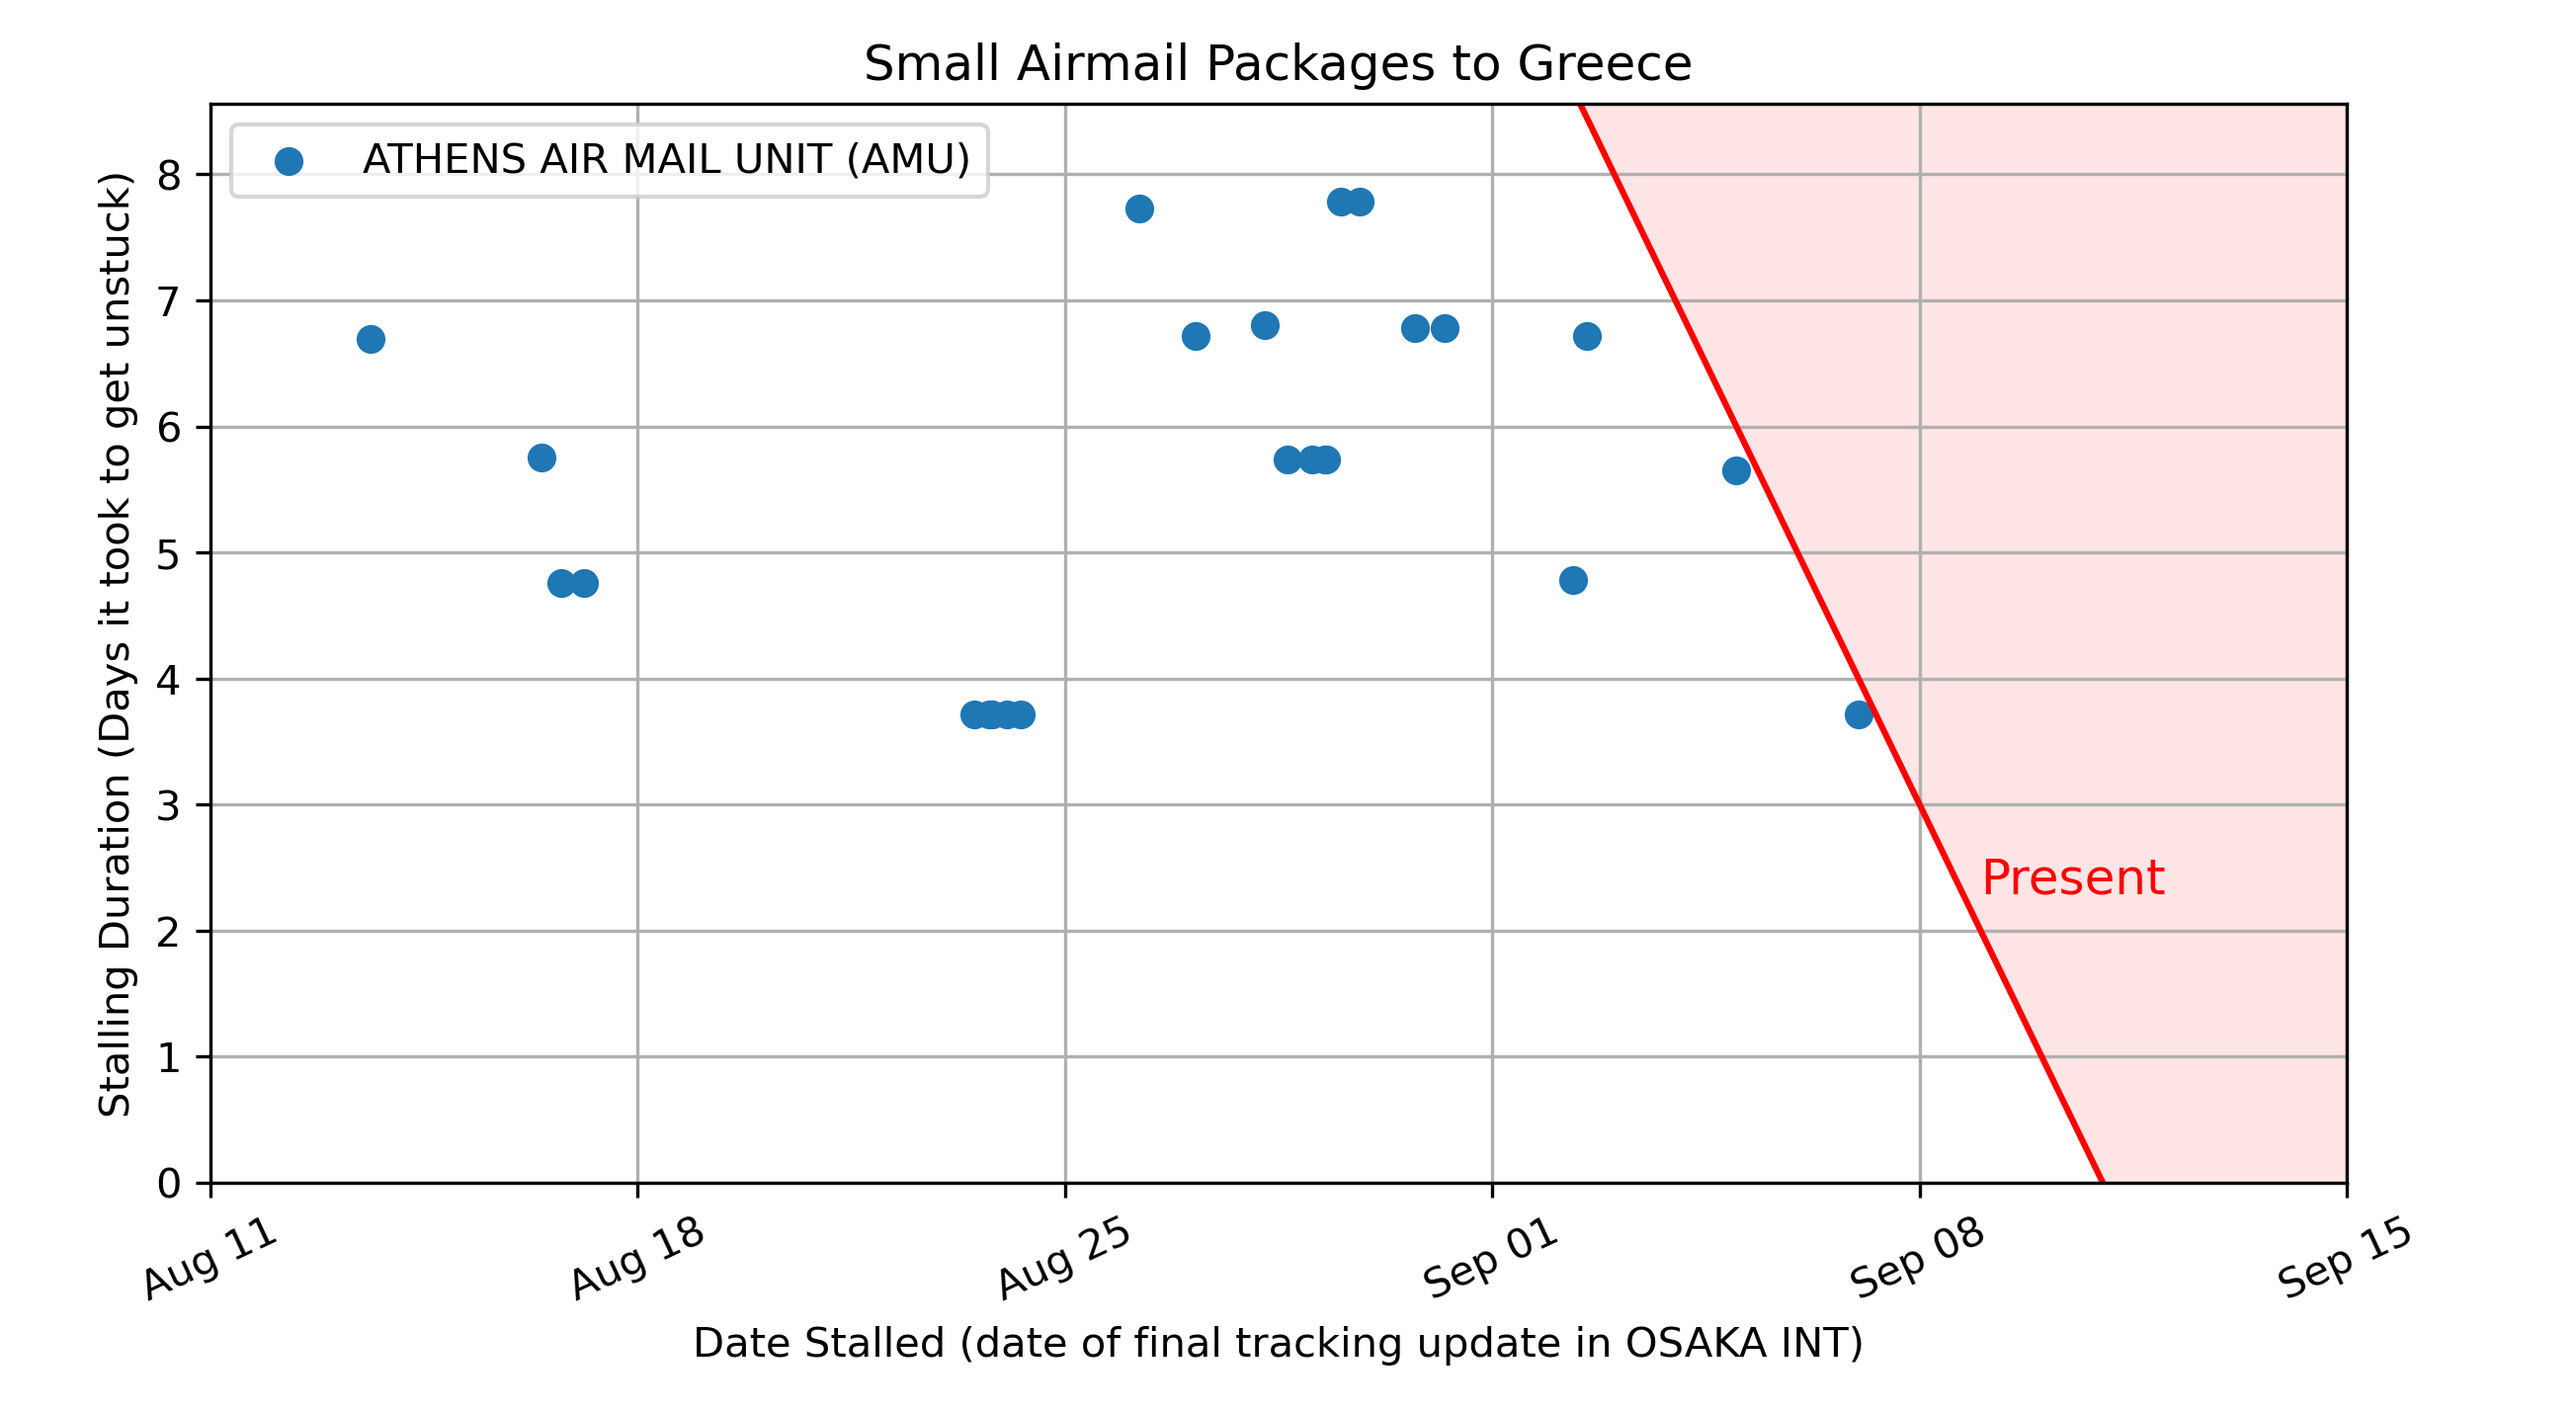 Small Airmail Packages to Greece
ATHENS AIR MAIL UNIT (AMU)
Stalling Duration (Days it took to get unstuck)
8
7
6
5
4
3
2
1
0
Present
Aug 11
Aug 18
Aug 25
Sep 01
Sep 08
Sep 15
Date Stalled (date of final tracking update in OSAKA INT)